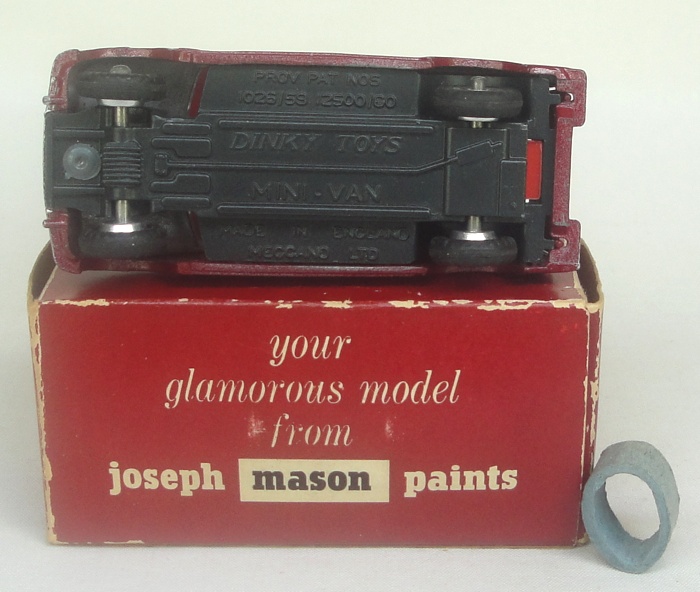 PROV. PAT. NOS
.026/59 12500/60
DINKY TOYS
MINI-VAN
MADE IN ENGLAND
MECCANO LTD
your
glamorous model
from
joseph mason paints